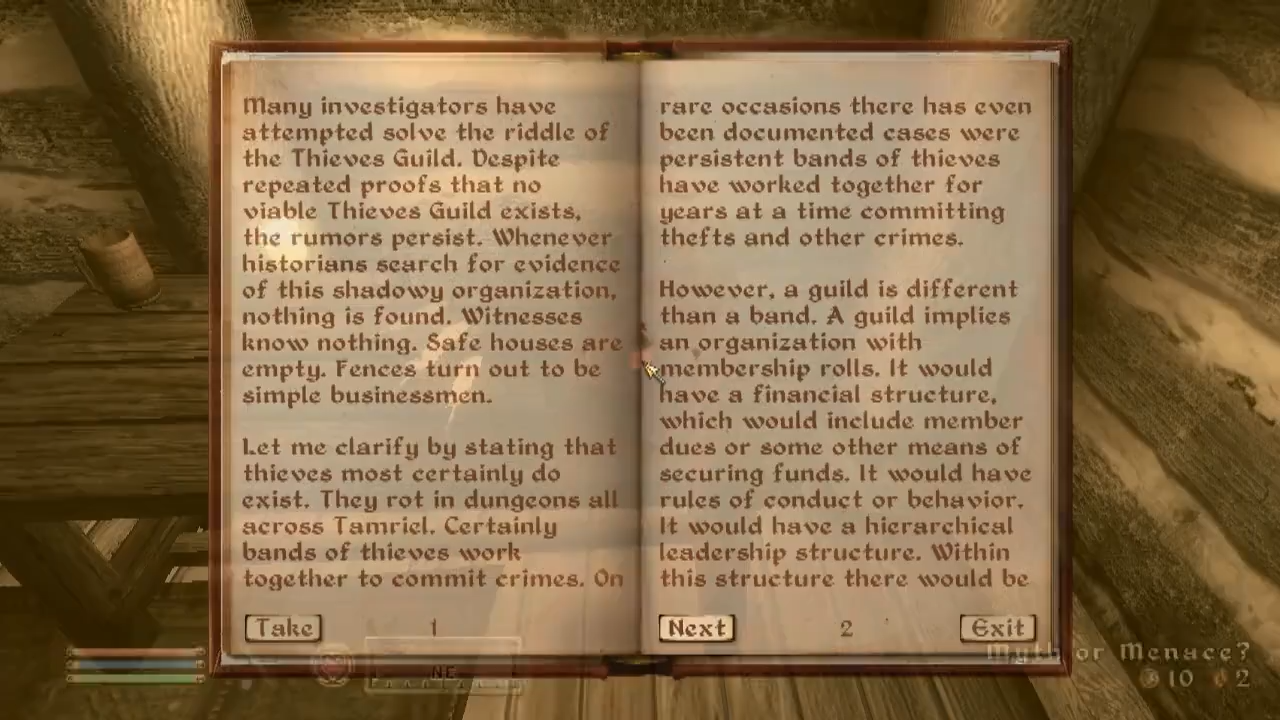 Many investigators have
attempted solve the riddle of
the Thieves Guild. Despite
repeated proofs that no
viable Thieves Guild exists,
the rumors persist. Whenever
historians search for evidence
of this shadowy organization,
nothing is found. Witnesses
know nothing. Safe houses are
empty. Fences turn out to be
simple businessmen.
Let me clarify by stating that
thieves most certainly do
exist. They rot in dungeons all
across Tamriel. Certainly
bands of thieves work
together to commit crimes. On
rare occasions there has even
been documented cases were
persistent bands of thieves
have worked together for
years at a time committing
thefts and other crimes.
However, a guild is different
than a band. A guild implies
an organization with
membership rolls. It would
have a financial structure,
which would include member
dues or some other means of
securing funds. It would have
rules of conduct or behavior.
It would have a hierarchical
leadership structure. Within
this structure there would be
Take 1 Next 2 Exit
NE
Myth or Menace?
10 2